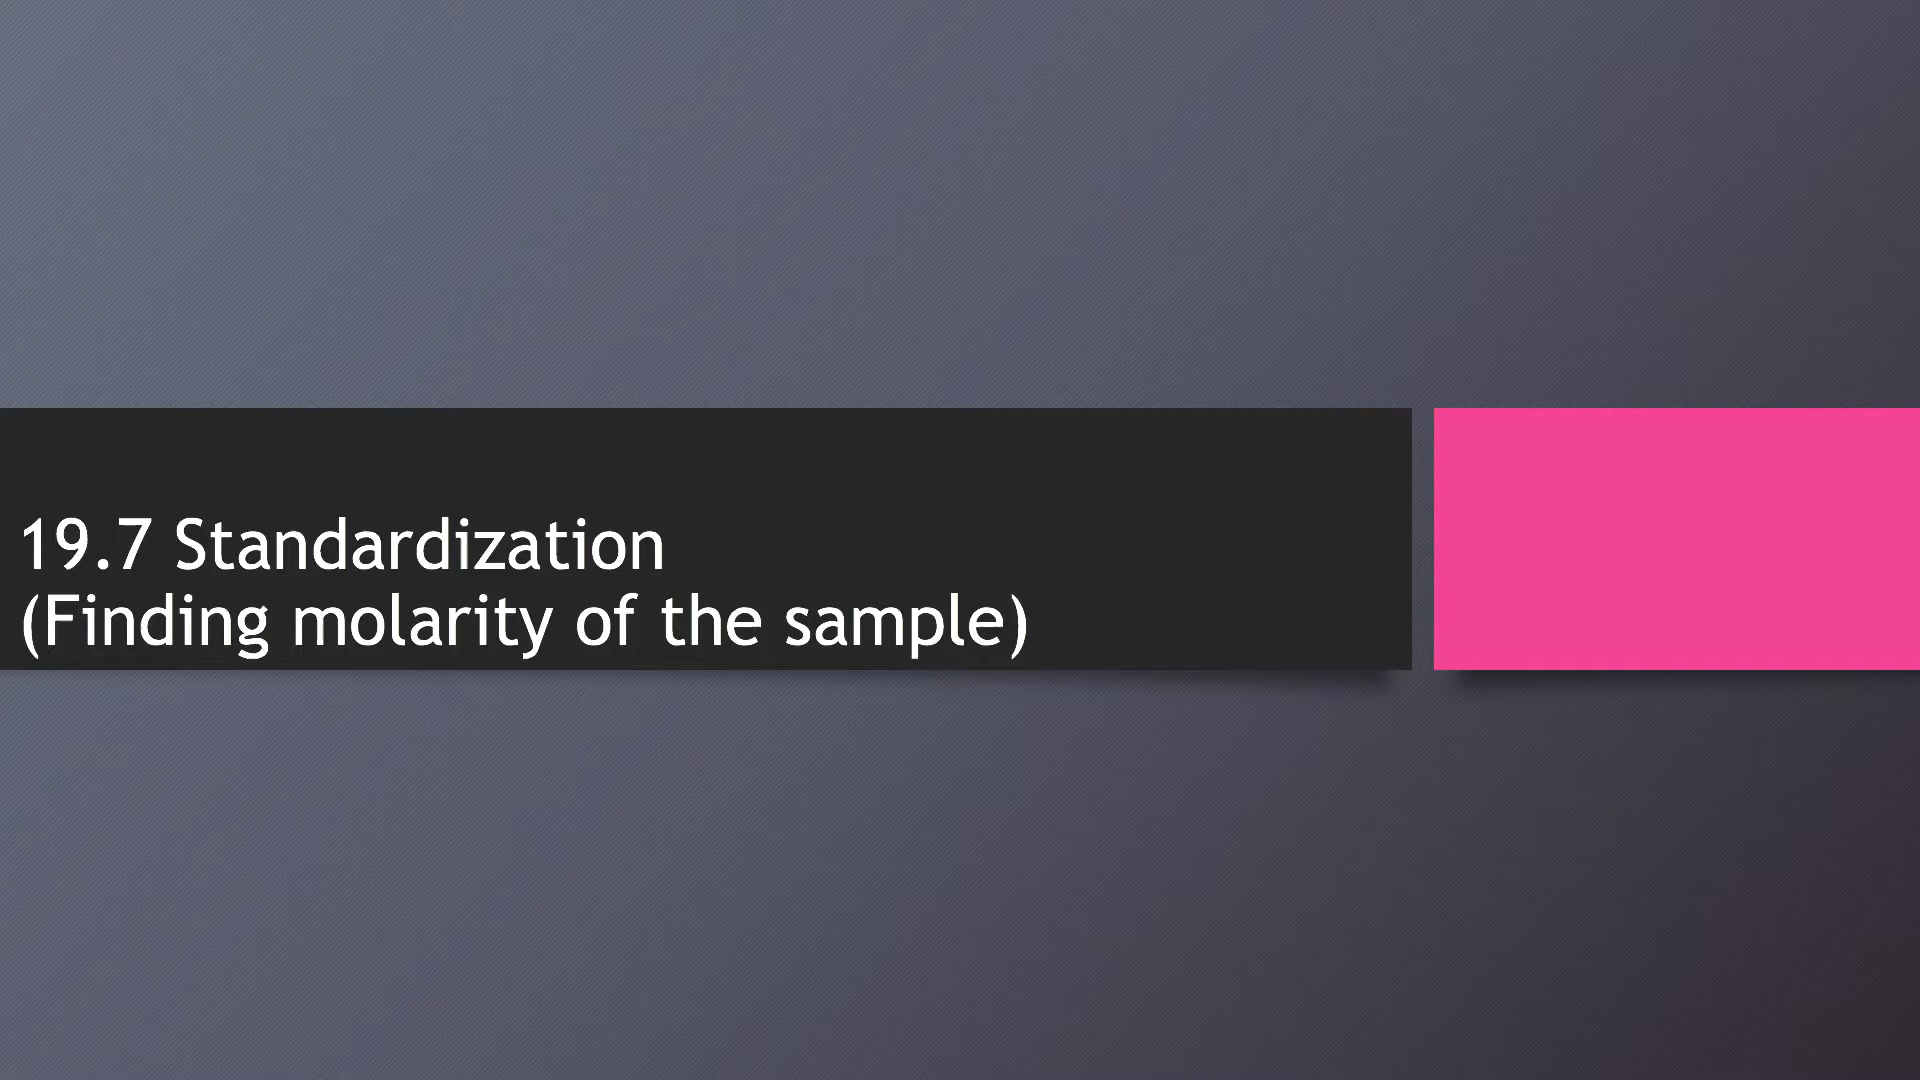 19.7 Standardization
(Finding molarity of the sample)